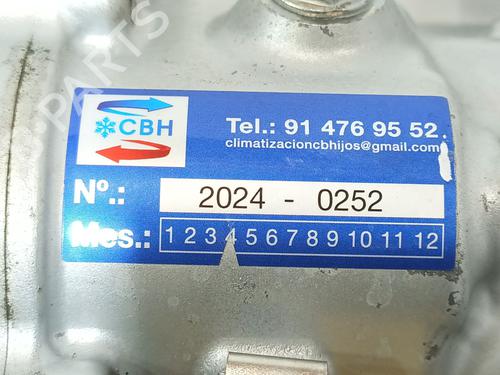 CBH
Tel.: 91 476 95 52
climatizacioncbhijos@gmail.com
Nº.: 2024 - 0252
Mes.: 1 2 3 4 5 6 7 8 9 10 11 12
PARTS